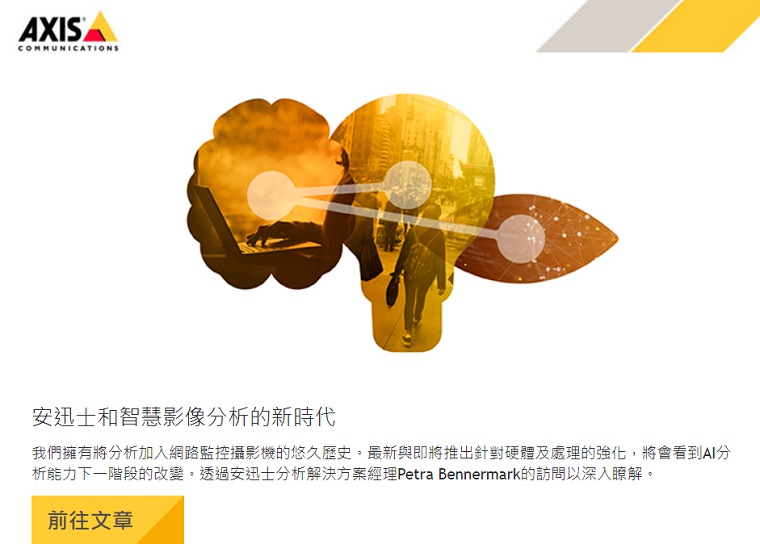 AXIS
COMMUNICATIONS
安迅士和智慧影像分析的新時代
我們擁有將分析加入網路監控攝影機的悠久歷史。最新與即將推出針對硬體及處理的強化，將會看到AI分
析能力下一階段的改變。透過安迅士分析解決方案經理Petra Bennermark的訪問以深入瞭解。
前往文章